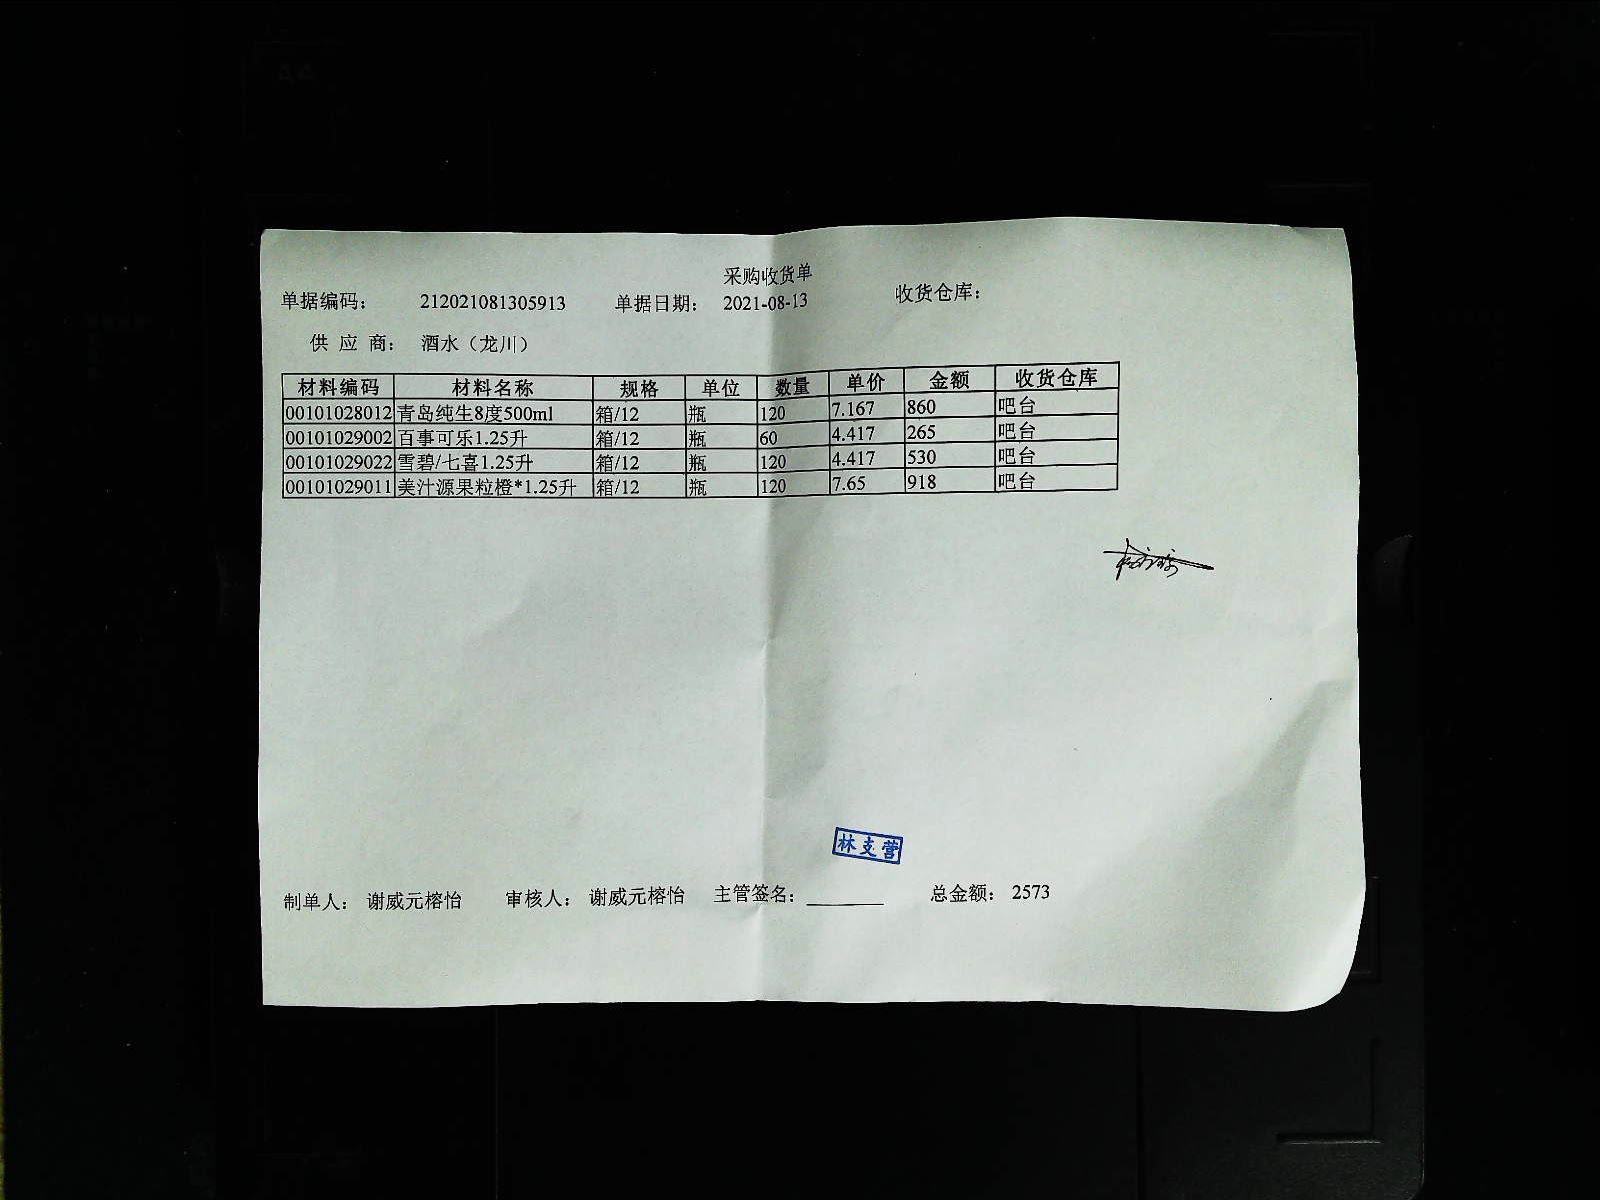 采购收货单
单据编码： 212021081305913 单据日期： 2021-08-13 收货仓库：
供 应 商： 酒水（龙川）
材料编码 材料名称 规格 单位 数量 单价 金额 收货仓库
00101028012 青岛纯生8度500ml 箱/12 瓶 120 7.167 860 吧台
00101029002 百事可乐1.25升 箱/12 瓶 60 4.417 265 吧台
00101029022 雪碧/七喜1.25升 箱/12 瓶 120 4.417 530 吧台
00101029011 美汁源果粒橙*1.25升 箱/12 瓶 120 7.65 918 吧台
林支营
制单人： 谢威元榕怡 审核人： 谢威元榕怡 主管签名： 总金额： 2573